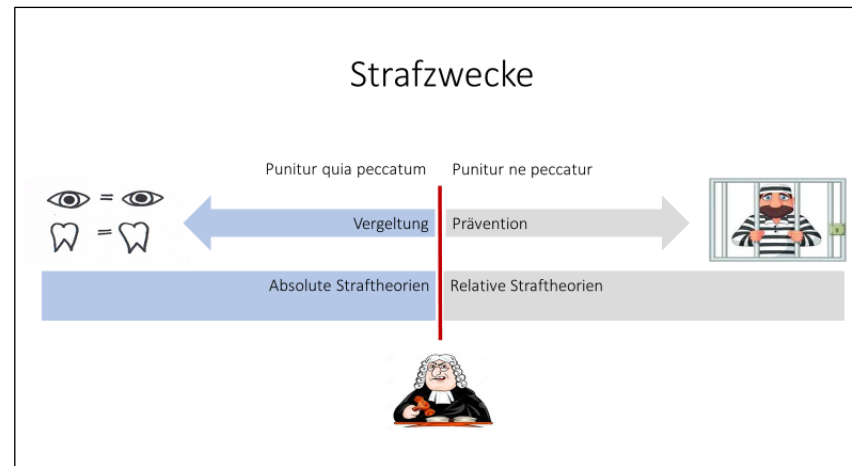 Strafzwecke
Punitur quia peccatum
Punitur ne peccatur
= 
Vergeltung
Prävention
=
Absolute Straftheorien
Relative Straftheorien